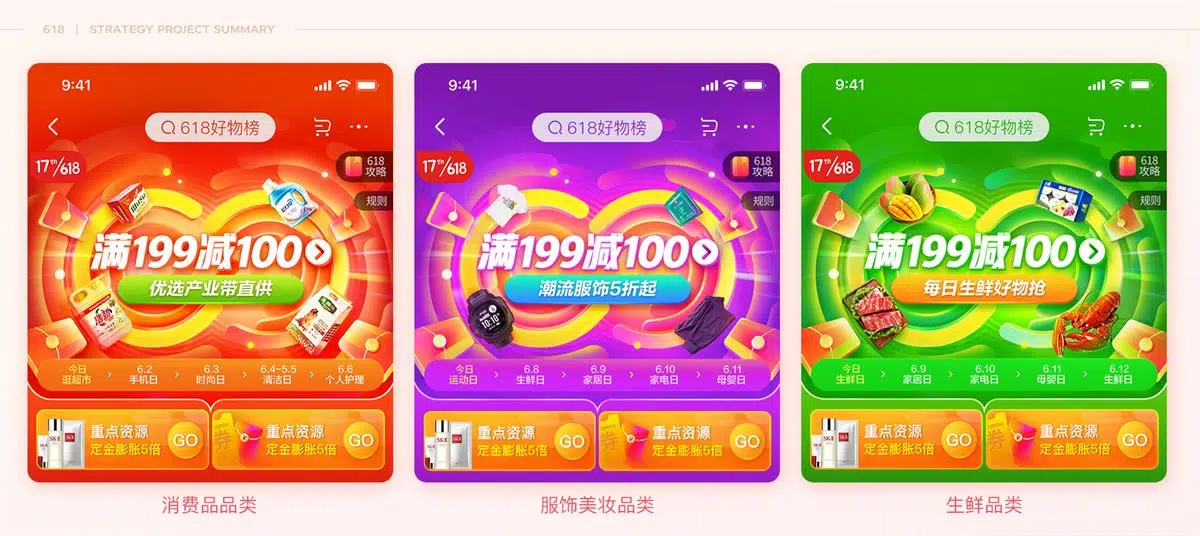 618 | STRATEGY PROJECT SUMMARY
9:41
618好物榜
17th/618
618
攻略
规则
满199减100
优选产业带直供
今日
逛超市
6.2
手机日
6.3
时尚日
6.4–5.5
清洁日
6.6
个人护理
重点资源
定金膨胀5倍
GO
券
重点资源
定金膨胀5倍
GO
消费品品类
9:41
618好物榜
17th/618
618
攻略
规则
满199减100
潮流服饰5折起
10:10
今日
运动日
6.8
生鲜日
6.9
家居日
6.10
家电日
6.11
母婴日
重点资源
定金膨胀5倍
GO
券
重点资源
定金膨胀5倍
GO
服饰美妆品类
9:41
618好物榜
17th/618
618
攻略
规则
满199减100
每日生鲜好物抢
今日
生鲜日
6.9
家居日
6.10
家电日
6.11
母婴日
6.12
生鲜日
重点资源
定金膨胀5倍
GO
券
重点资源
定金膨胀5倍
GO
生鲜品类